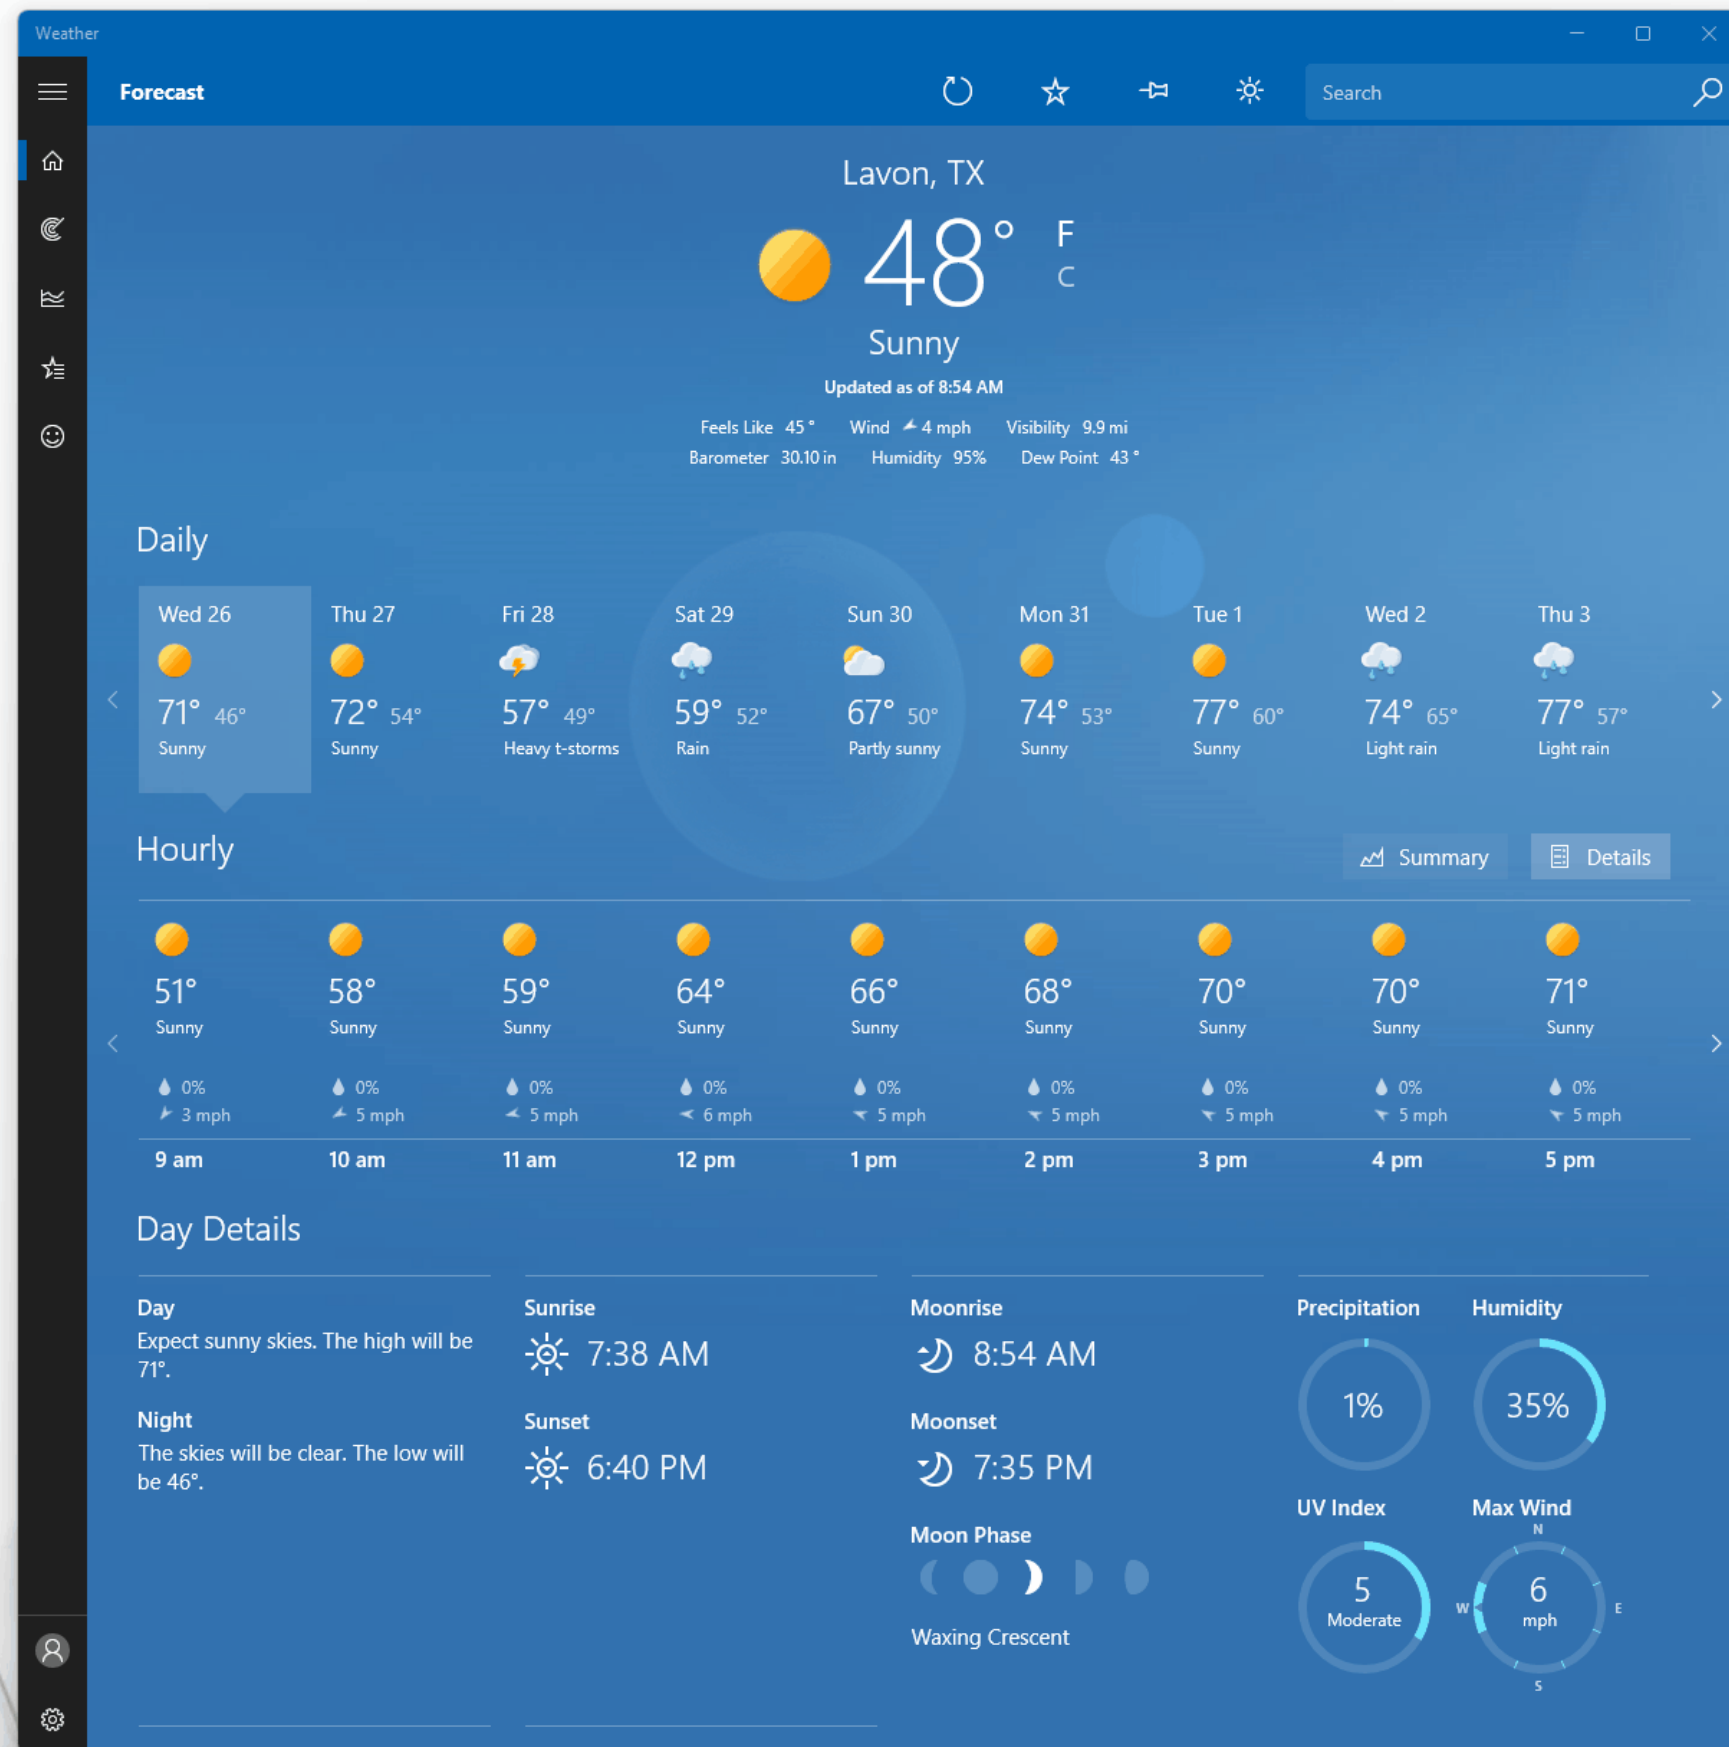 Weather
Forecast
Search
Lavon, TX
48° F
C
Sunny
Updated as of 8:54 AM
Feels Like 45° Wind 4 mph Visibility 9.9 mi
Barometer 30.10 in Humidity 95% Dew Point 43°
Daily
Wed 26 Thu 27 Fri 28 Sat 29 Sun 30 Mon 31 Tue 1 Wed 2 Thu 3
71° 46° 72° 54° 57° 49° 59° 52° 67° 50° 74° 53° 77° 60° 74° 65° 77° 57°
Sunny Sunny Heavy t-storms Rain Partly sunny Sunny Sunny Light rain Light rain
Hourly
Summary Details
51° 58° 59° 64° 66° 68° 70° 70° 71°
Sunny Sunny Sunny Sunny Sunny Sunny Sunny Sunny Sunny
0% 0% 0% 0% 0% 0% 0% 0% 0%
3 mph 5 mph 5 mph 6 mph 5 mph 5 mph 5 mph 5 mph 5 mph
9 am 10 am 11 am 12 pm 1 pm 2 pm 3 pm 4 pm 5 pm
Day Details
Day
Expect sunny skies. The high will be
71°.
Night
The skies will be clear. The low will
be 46°.
Sunrise
7:38 AM
Sunset
6:40 PM
Moonrise
8:54 AM
Moonset
7:35 PM
Moon Phase
Waxing Crescent
Precipitation
1%
Humidity
35%
UV Index
5
Moderate
Max Wind
N
W 6 E
mph
S